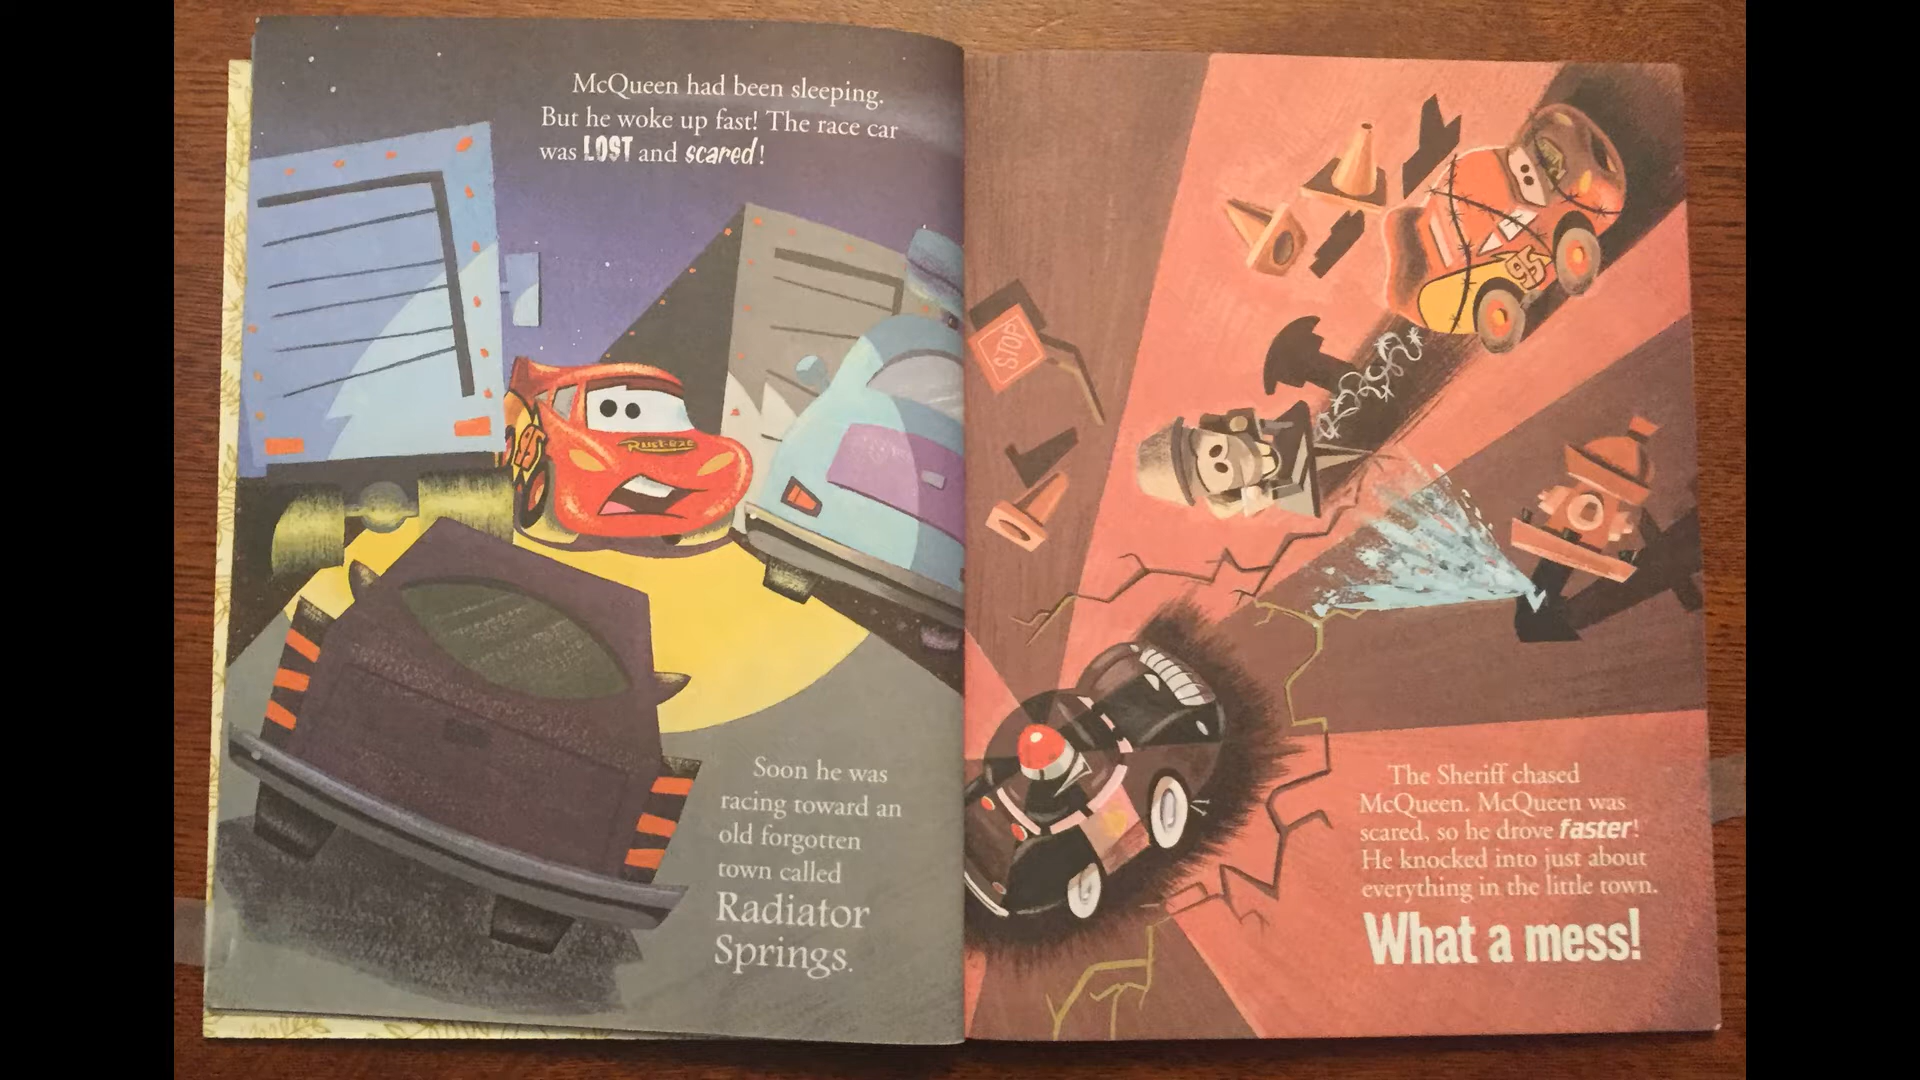 McQueen had been sleeping.
But he woke up fast! The race car
was LOST and scared!
95
RUST-EZE
Soon he was
racing toward an
old forgotten
town called
Radiator
Springs.
STOP
95
The Sheriff chased
McQueen. McQueen was
scared, so he drove faster!
He knocked into just about
everything in the little town.
What a mess!